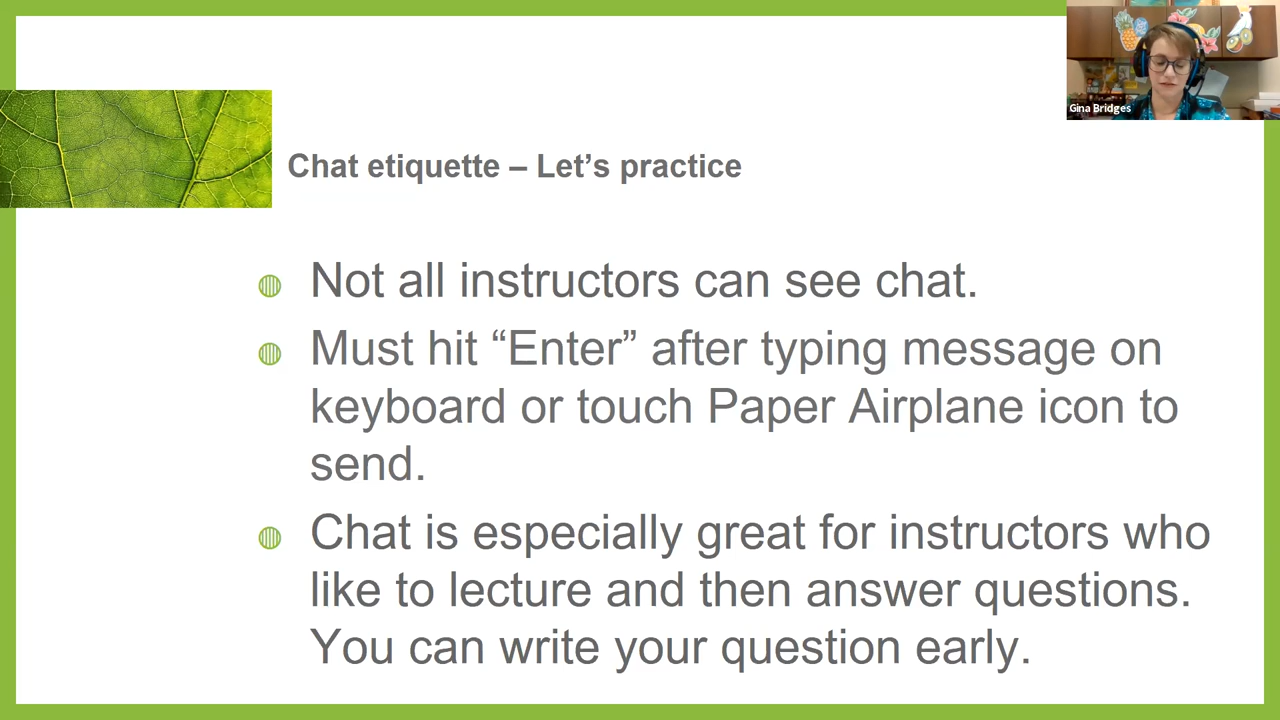 Gina Bridges
Chat etiquette – Let’s practice
Not all instructors can see chat.
Must hit “Enter” after typing message on
keyboard or touch Paper Airplane icon to
send.
Chat is especially great for instructors who
like to lecture and then answer questions.
You can write your question early.